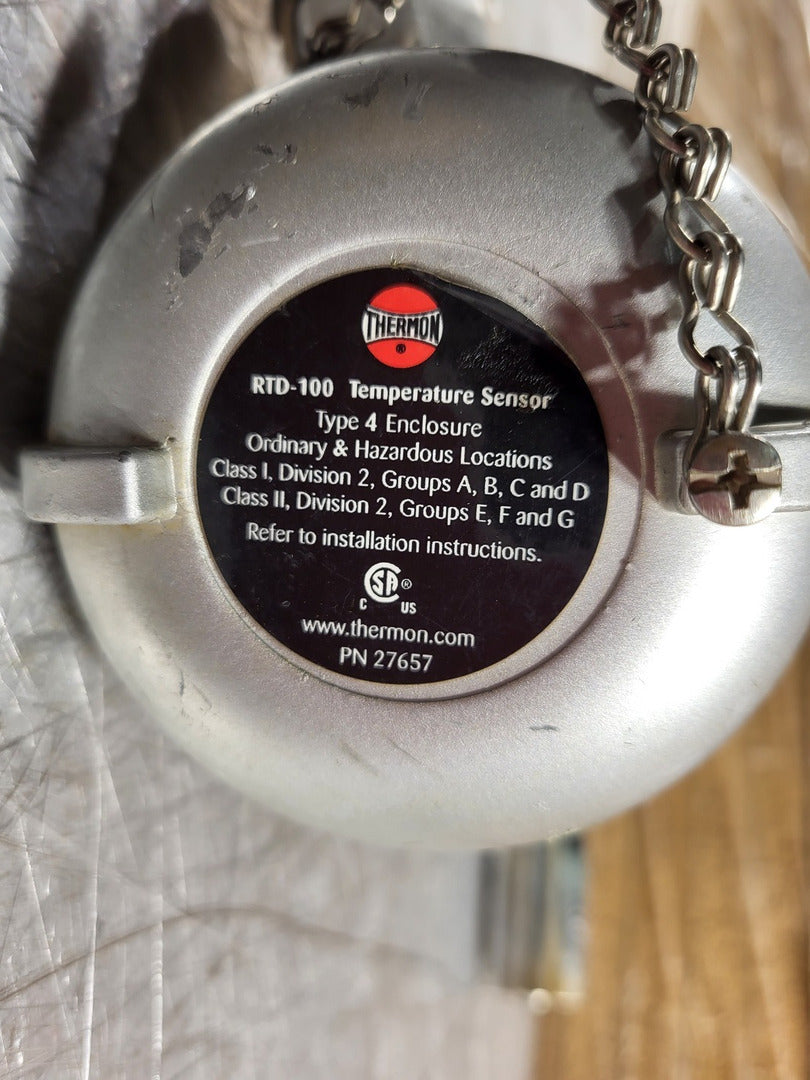 THERMON
®
RTD-100 Temperature Sensor
Type 4 Enclosure
Ordinary & Hazardous Locations
Class I, Division 2, Groups A, B, C and D
Class II, Division 2, Groups E, F and G
Refer to installation instructions.
SA ®
C US
www.thermon.com
PN 27657